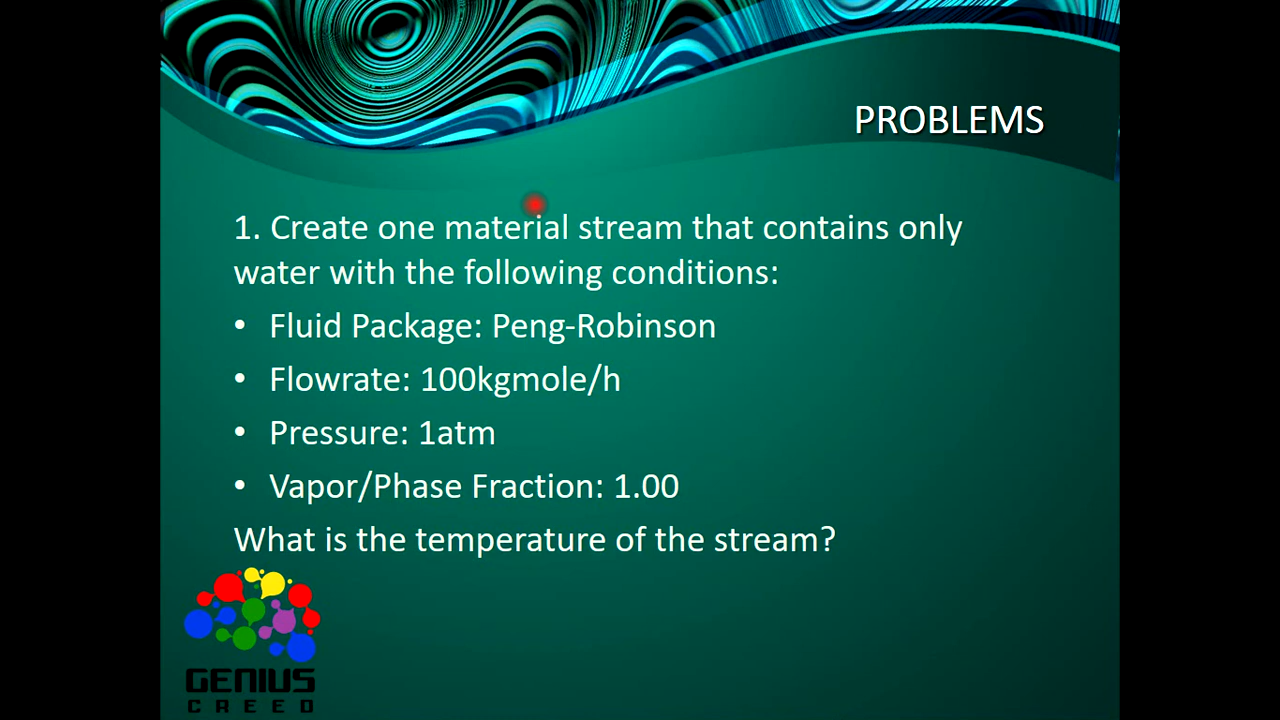 PROBLEMS
1. Create one material stream that contains only
water with the following conditions:
• Fluid Package: Peng-Robinson
• Flowrate: 100kgmole/h
• Pressure: 1atm
• Vapor/Phase Fraction: 1.00
What is the temperature of the stream?
GENIUS
CREED